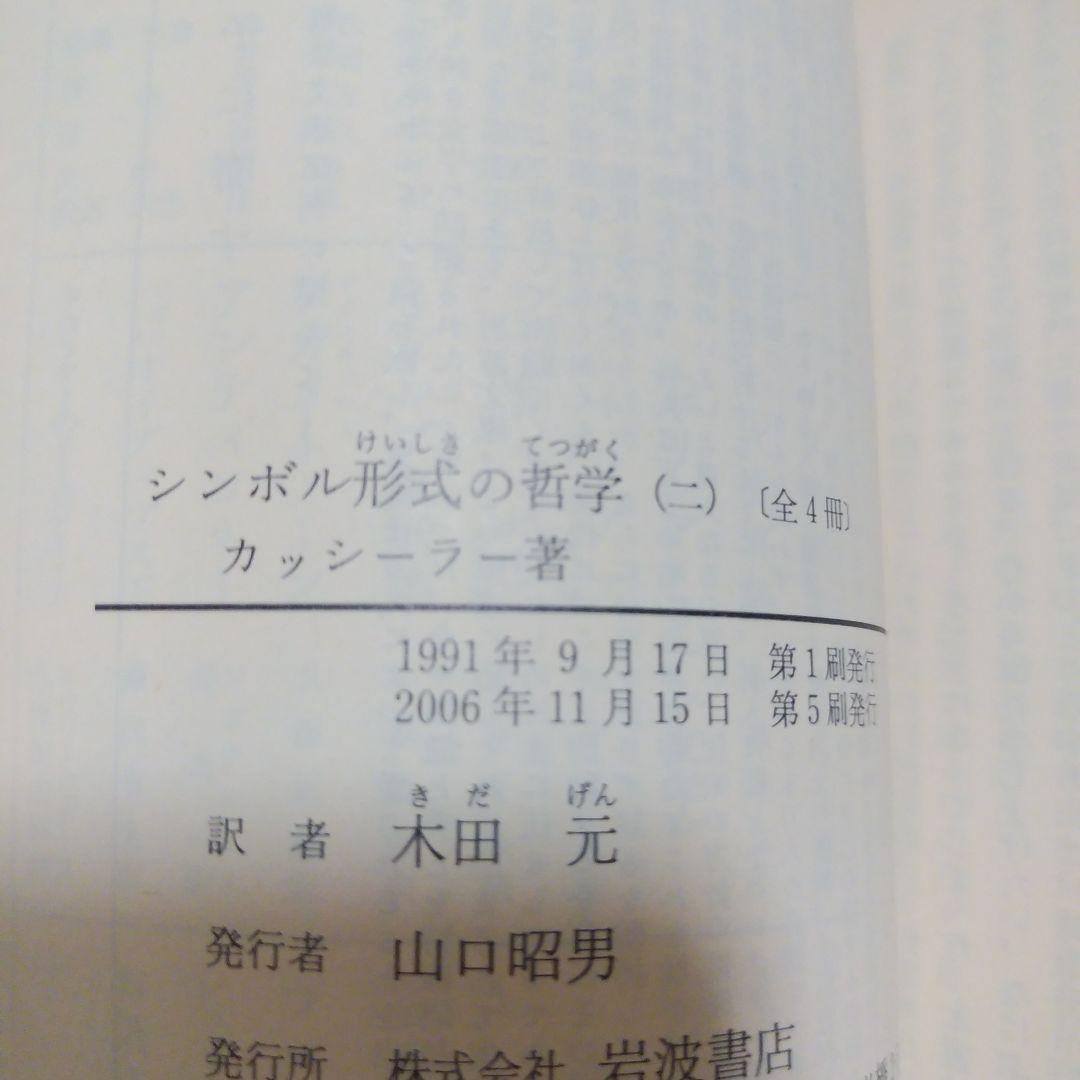 けいしき てつがく
シンボル形式の哲学 (二) 〔全4冊〕
カッシーラー著
1991年9月17日 第1刷発行
2006年11月15日 第5刷発行
きだ げん
訳者 木田 元
発行者 山口昭男
発行所 株式会社 岩波書店